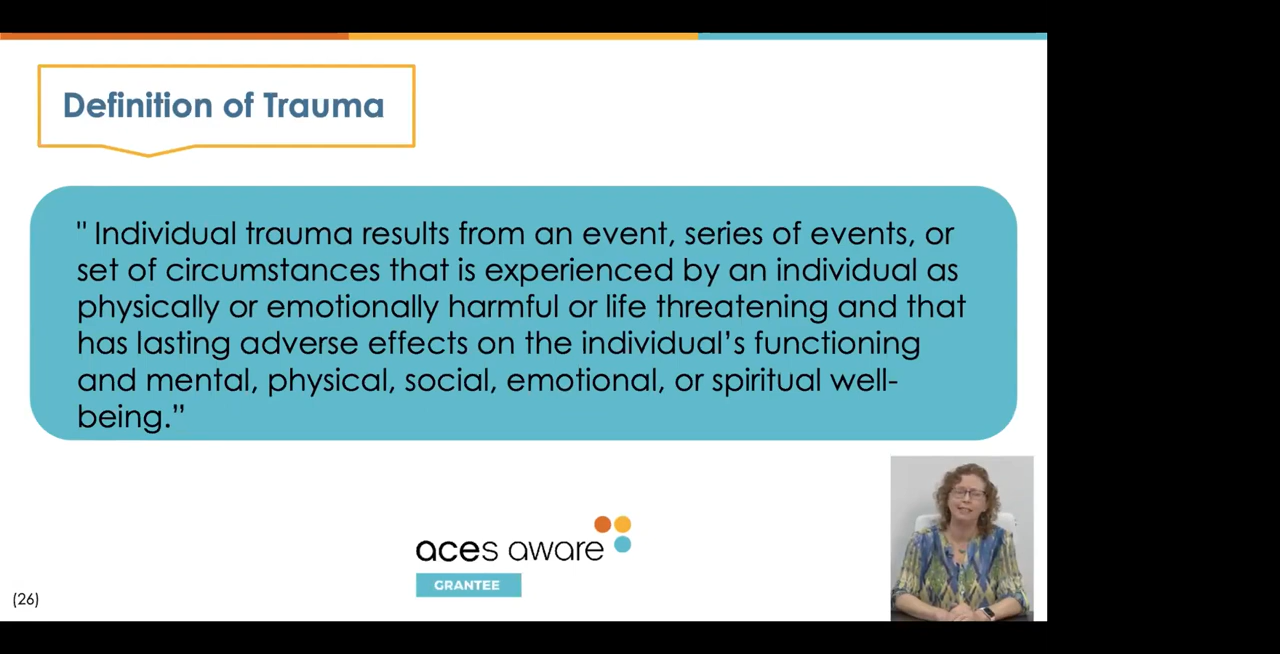 Definition of Trauma
" Individual trauma results from an event, series of events, or
set of circumstances that is experienced by an individual as
physically or emotionally harmful or life threatening and that
has lasting adverse effects on the individual’s functioning
and mental, physical, social, emotional, or spiritual well-
being.”
aces aware
GRANTEE
(26)